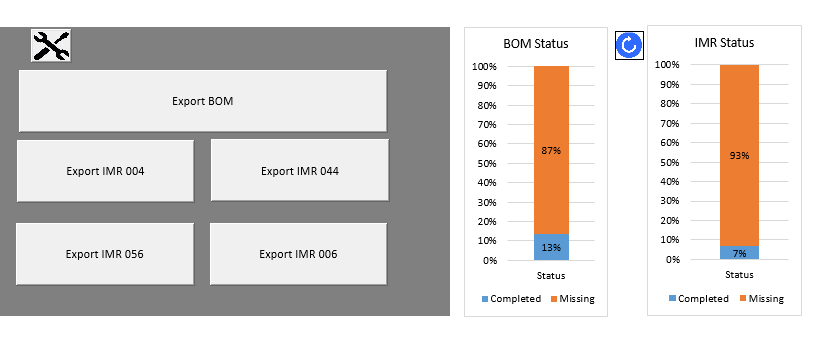 Export BOM
Export IMR 004
Export IMR 044
Export IMR 056
Export IMR 006
BOM Status
100%
90%
80%
70%
60%
50%
40%
30%
20%
10%
0%
87%
13%
Status
Completed
Missing
IMR Status
100%
90%
80%
70%
60%
50%
40%
30%
20%
10%
0%
93%
7%
Status
Completed
Missing